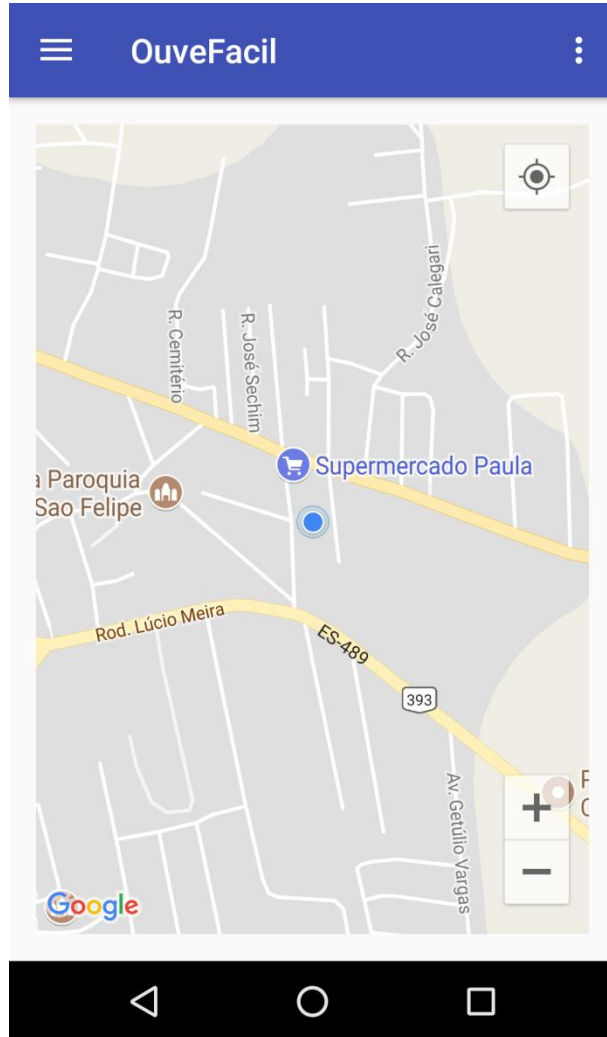 OuveFacil
R. José Calegari
R. Cemitério
R. José Sechim
Supermercado Paula
a Paroquia
Sao Felipe
Rod. Lúcio Meira
ES-489
393
Av. Getúlio Vargas
Google